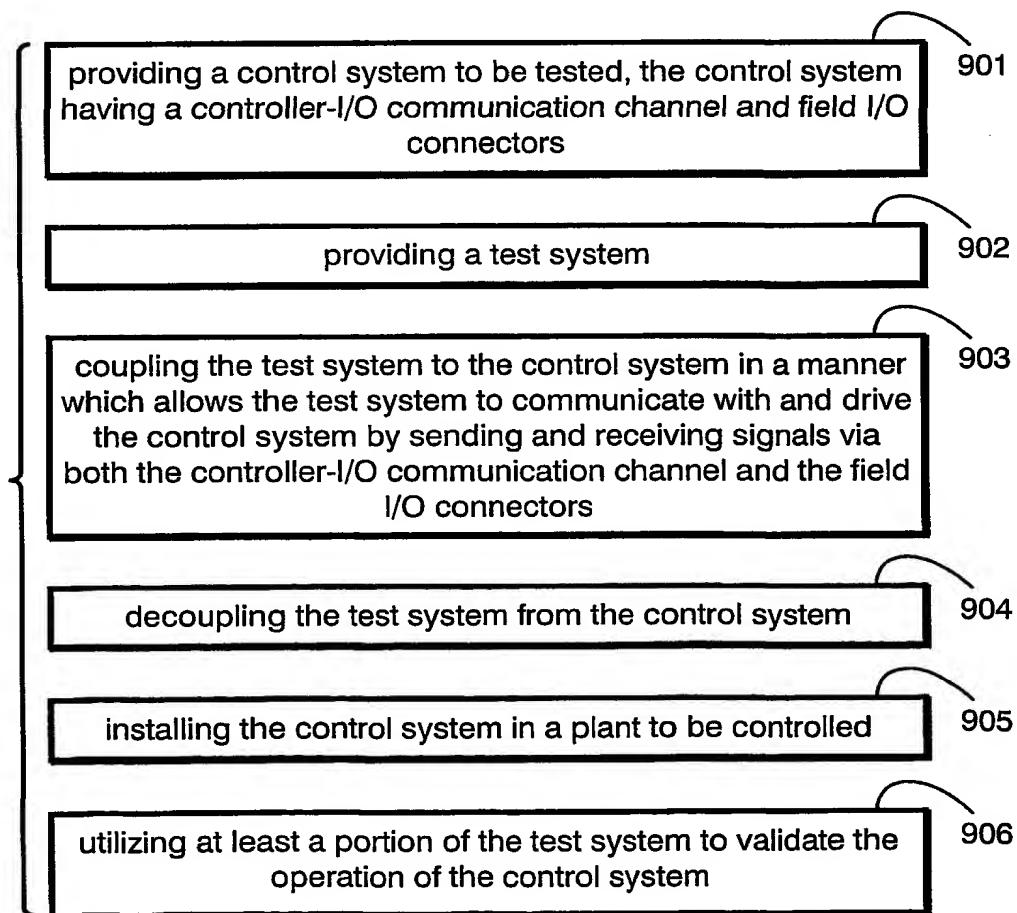 providing a control system to be tested, the control system
having a controller-I/O communication channel and field I/O
connectors
901
providing a test system
902
coupling the test system to the control system in a manner
which allows the test system to communicate with and drive
the control system by sending and receiving signals via
both the controller-I/O communication channel and the field
I/O connectors
903
decoupling the test system from the control system
904
installing the control system in a plant to be controlled
905
utilizing at least a portion of the test system to validate the
operation of the control system
906